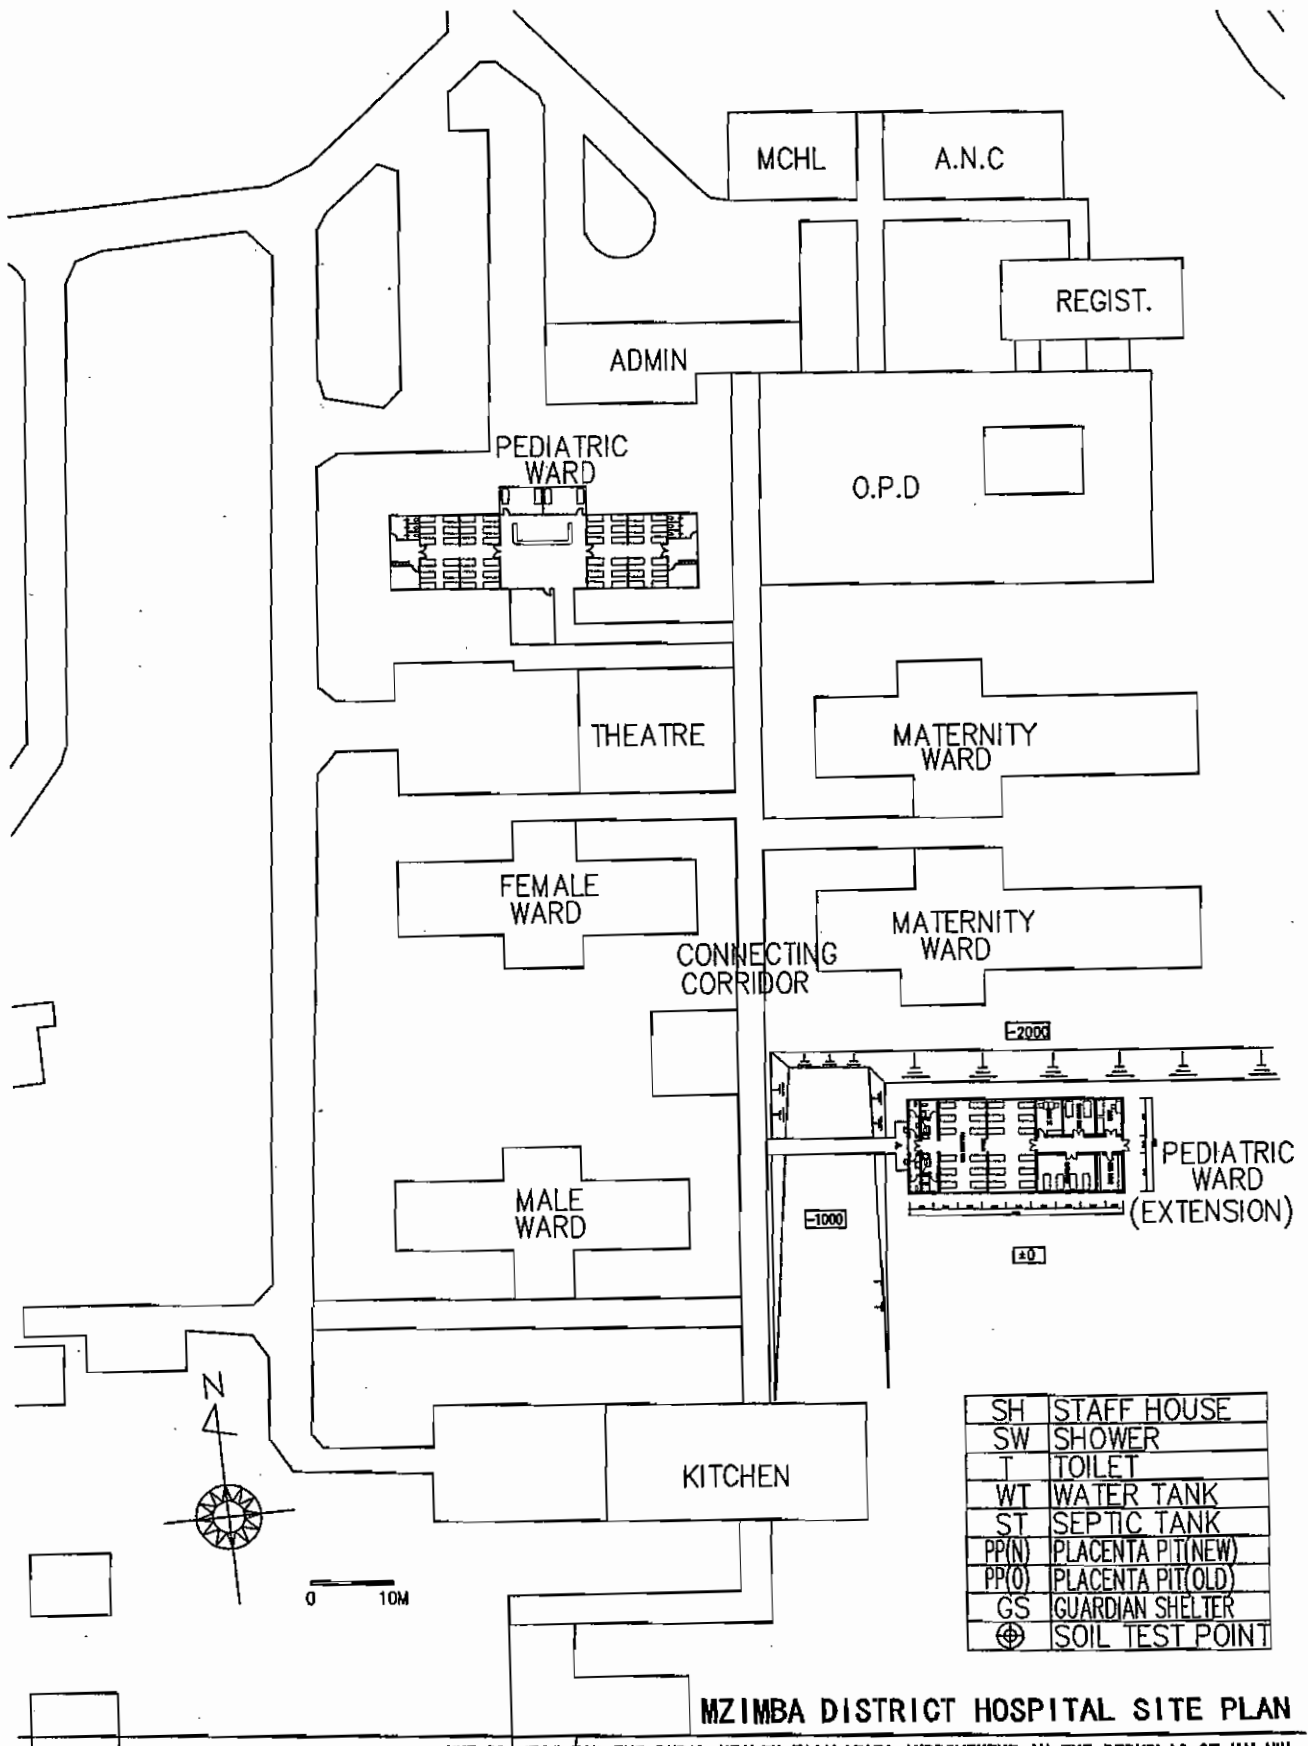 MCHL
A.N.C
REGIST.
ADMIN
PEDIATRIC
WARD
O.P.D
THEATRE
MATERNITY
WARD
FEMALE
WARD
MATERNITY
WARD
CONNECTING
CORRIDOR
-2000
PEDIATRIC
WARD
(EXTENSION)
MALE
WARD
-1000
±0
N
KITCHEN
0 10M
SH STAFF HOUSE
SW SHOWER
T TOILET
WT WATER TANK
ST SEPTIC TANK
PP(N) PLACENTA PIT(NEW)
PP(O) PLACENTA PIT(OLD)
GS GUARDIAN SHELTER
SOIL TEST POINT
MZIMBA DISTRICT HOSPITAL SITE PLAN